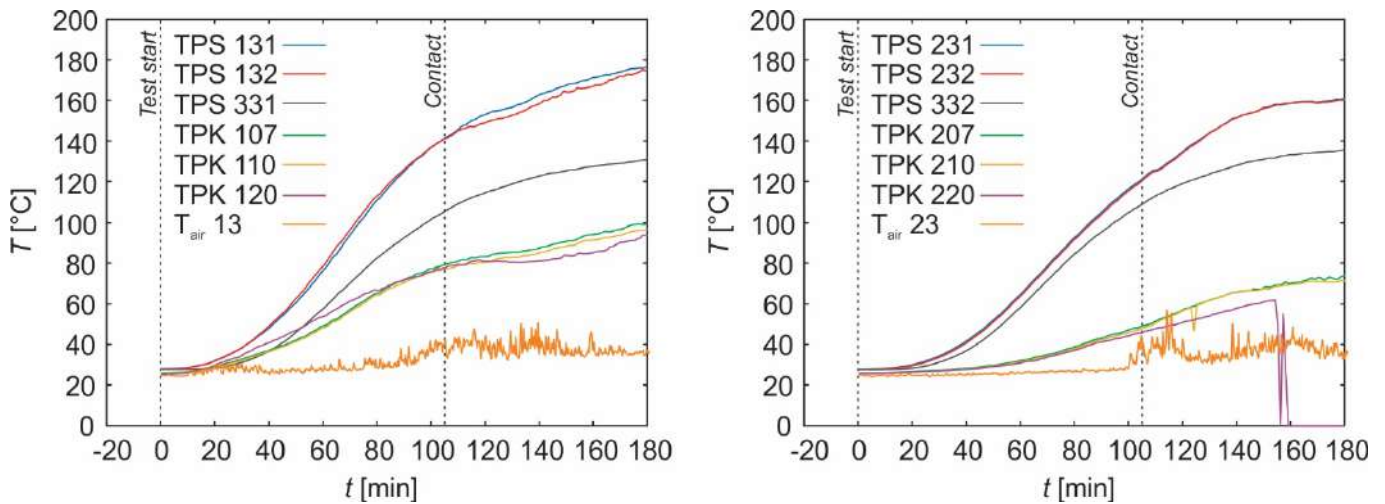 200
180
160
140
120
100
80
60
40
20
0
T [°C]
Test start
Contact
TPS 131
TPS 132
TPS 331
TPK 107
TPK 110
TPK 120
Tair 13
-20 0 20 40 60 80 100 120 140 160 180
t [min]
200
180
160
140
120
100
80
60
40
20
0
T [°C]
Test start
Contact
TPS 231
TPS 232
TPS 332
TPK 207
TPK 210
TPK 220
Tair 23
-20 0 20 40 60 80 100 120 140 160 180
t [min]